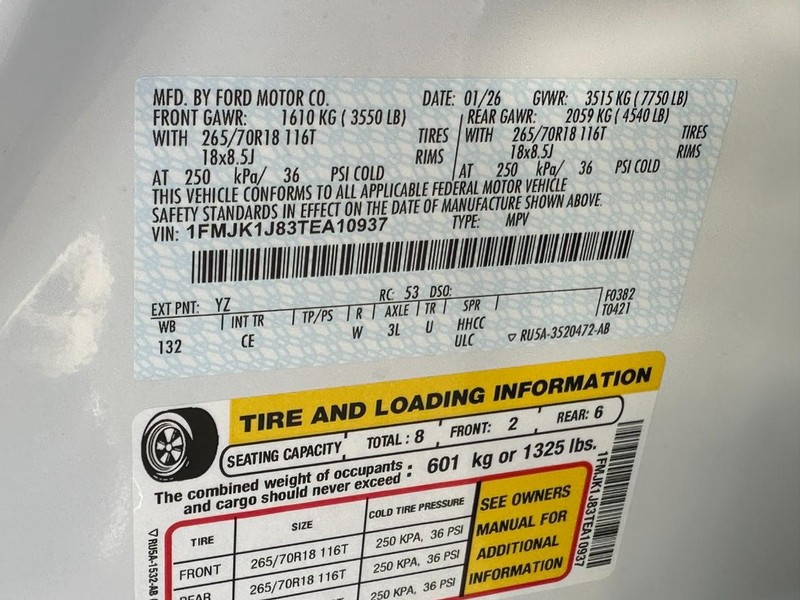 MFD. BY FORD MOTOR CO. DATE: 01/26 GVWR: 3515 KG ( 7750 LB)
FRONT GAWR: 1610 KG ( 3550 LB) REAR GAWR: 2059 KG ( 4540 LB)
WITH 265/70R18 116T TIRES WITH 265/70R18 116T TIRES
18x8.5J RIMS 18x8.5J RIMS
AT 250 kPa/ 36 PSI COLD AT 250 kPa/ 36 PSI COLD
THIS VEHICLE CONFORMS TO ALL APPLICABLE FEDERAL MOTOR VEHICLE
SAFETY STANDARDS IN EFFECT ON THE DATE OF MANUFACTURE SHOWN ABOVE.
VIN: 1FMJK1J83TEA10937 TYPE: MPV
EXT PNT: YZ RC: 53 DSO: F0382
WB INT TR TP/PS R AXLE TR SPR T0421
132 CE W 3L U HHCC
ULC ▽ RU5A-3520472-AB
TIRE AND LOADING INFORMATION
SEATING CAPACITY TOTAL : 8 FRONT: 2 REAR: 6
The combined weight of occupants
and cargo should never exceed : 601 kg or 1325 lbs.
TIRE SIZE COLD TIRE PRESSURE
FRONT 265/70R18 116T 250 KPA, 36 PSI
REAR 265/70R18 116T 250 KPA, 36 PSI
250 KPA, 36 PSI
SEE OWNERS
MANUAL FOR
ADDITIONAL
INFORMATION
1FMJK1J83TEA10937
▽ RU5A-1532-AB